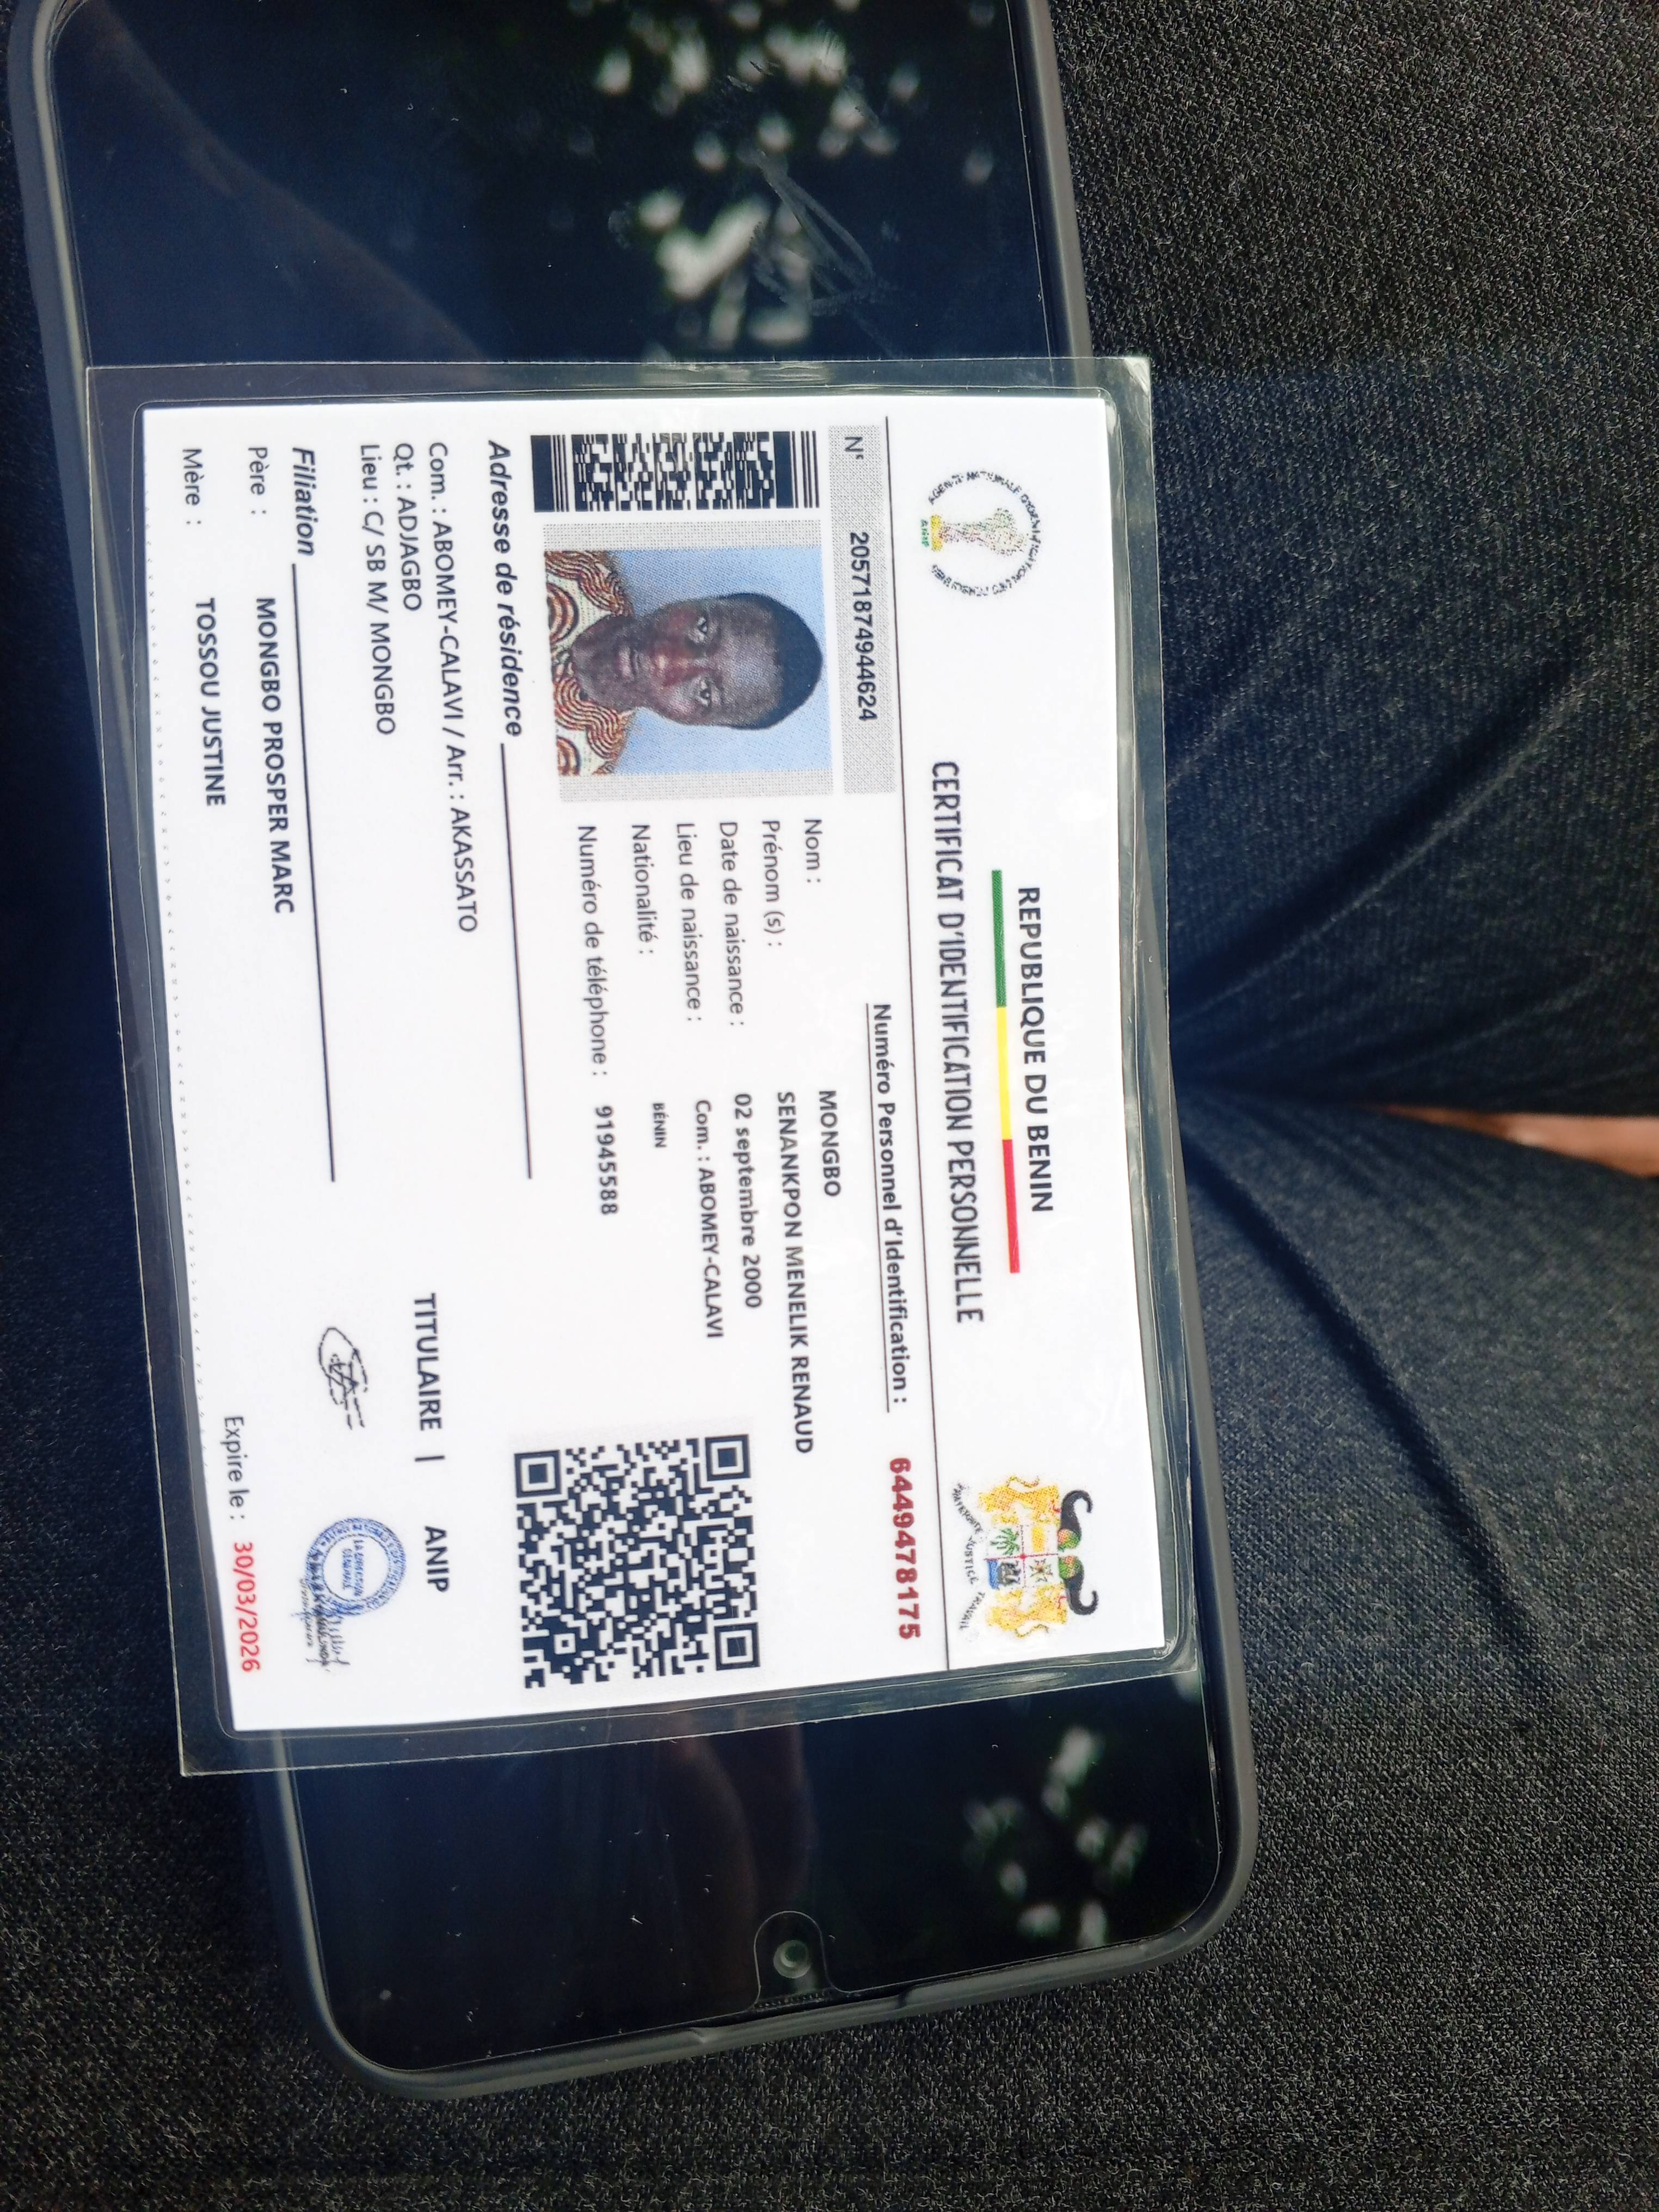 REPUBLIQUE DU BENIN
CERTIFICAT D'IDENTIFICATION PERSONNELLE
N° 2057187494624
Numéro Personnel d'Identification : 6449478175
Nom : MONGBO
Prénom (s) : SENANKPON MENELIK RENAUD
Date de naissance : 02 septembre 2000
Lieu de naissance : Com. : ABOMEY-CALAVI
Nationalité : BÉNIN
Numéro de téléphone : 91945588
Adresse de résidence
Com. : ABOMEY-CALAVI / Arr. : AKASSATO
Qt. : ADJAGBO
Lieu : C/ SB M/ MONGBO
TITULAIRE | ANIP
Filiation
Père : MONGBO PROSPER MARC
Mère : TOSSOU JUSTINE
Expire le : 30/03/2026